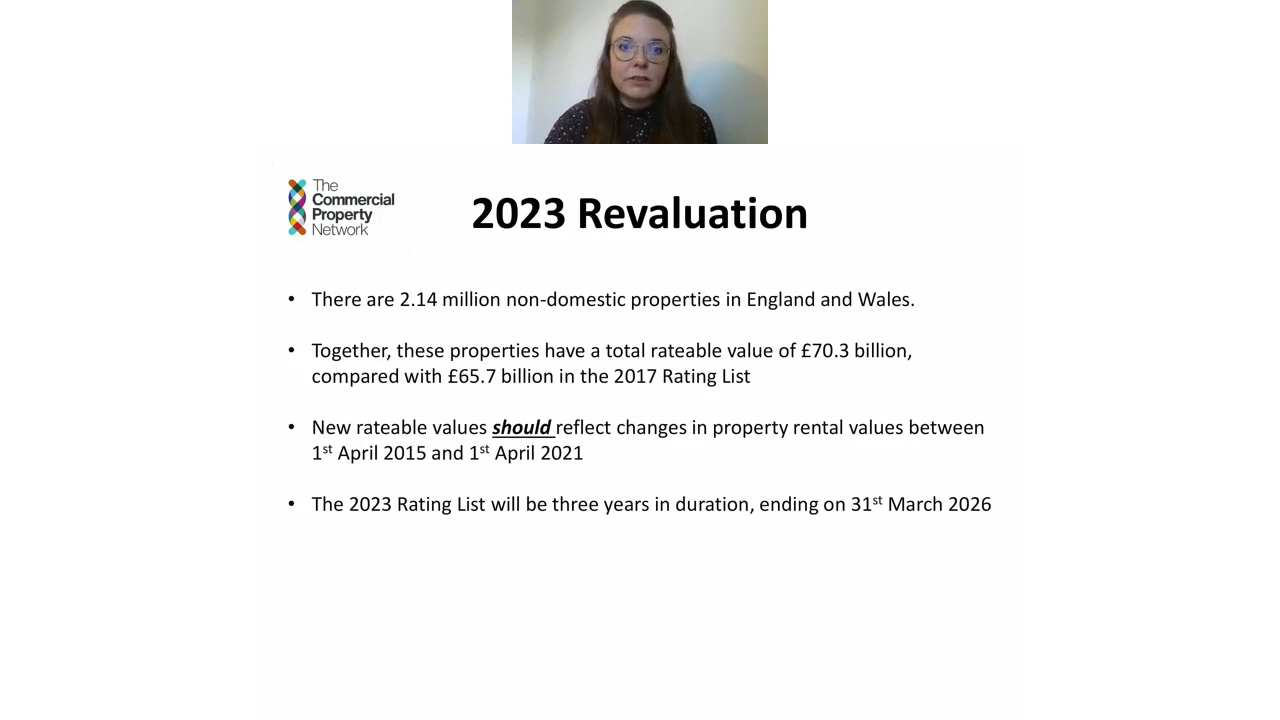 The
Commercial
Property
Network
2023 Revaluation
• There are 2.14 million non-domestic properties in England and Wales.
• Together, these properties have a total rateable value of £70.3 billion,
compared with £65.7 billion in the 2017 Rating List
• New rateable values should reflect changes in property rental values between
1st April 2015 and 1st April 2021
• The 2023 Rating List will be three years in duration, ending on 31st March 2026